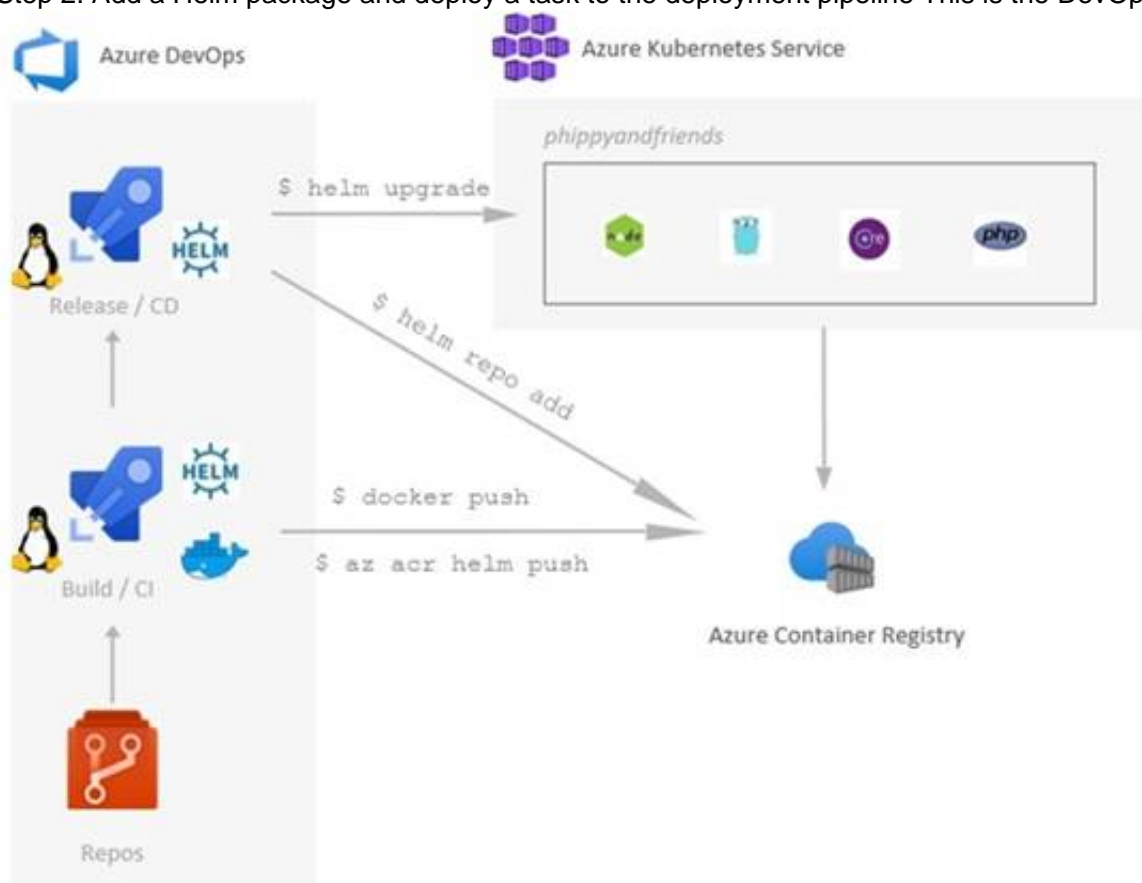 Step 2: Add a Helm package and deploy a task to the deployment pipeline This is the DevOp
Azure DevOps
Azure Kubernetes Service
phippyandfriends
$ helm upgrade
node
php
HELM
Release / CD
$ helm repo add
HELM
$ docker push
$ az acr helm push
Build / CI
Azure Container Registry
Repos